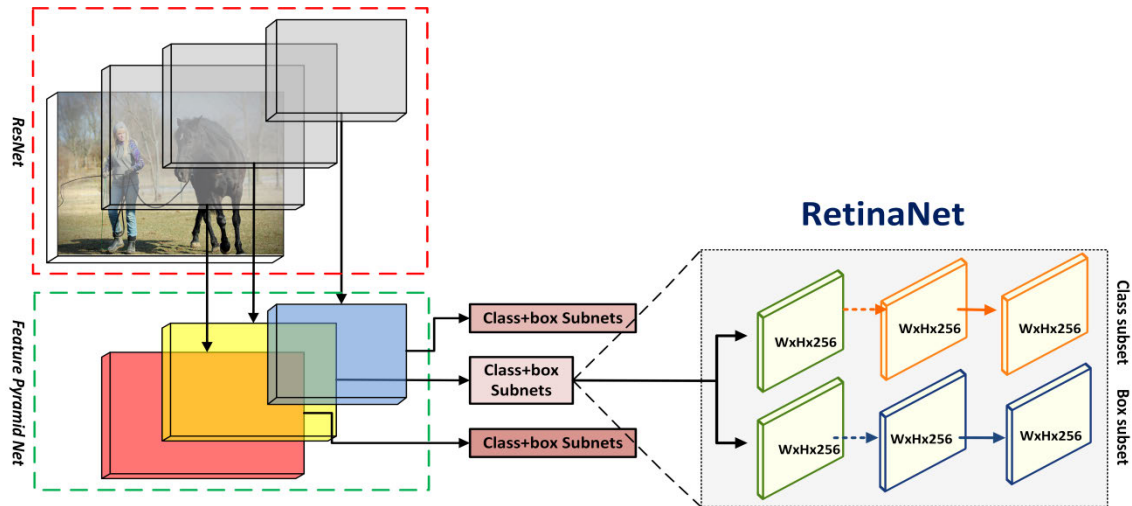 ResNet
RetinaNet
Feature Pyramid Net
Class+box Subnets
Class+box
Subnets
Class+box Subnets
WxHx256
WxHx256
WxHx256
Class subset
WxHx256
WxHx256
WxHx256
Box subset